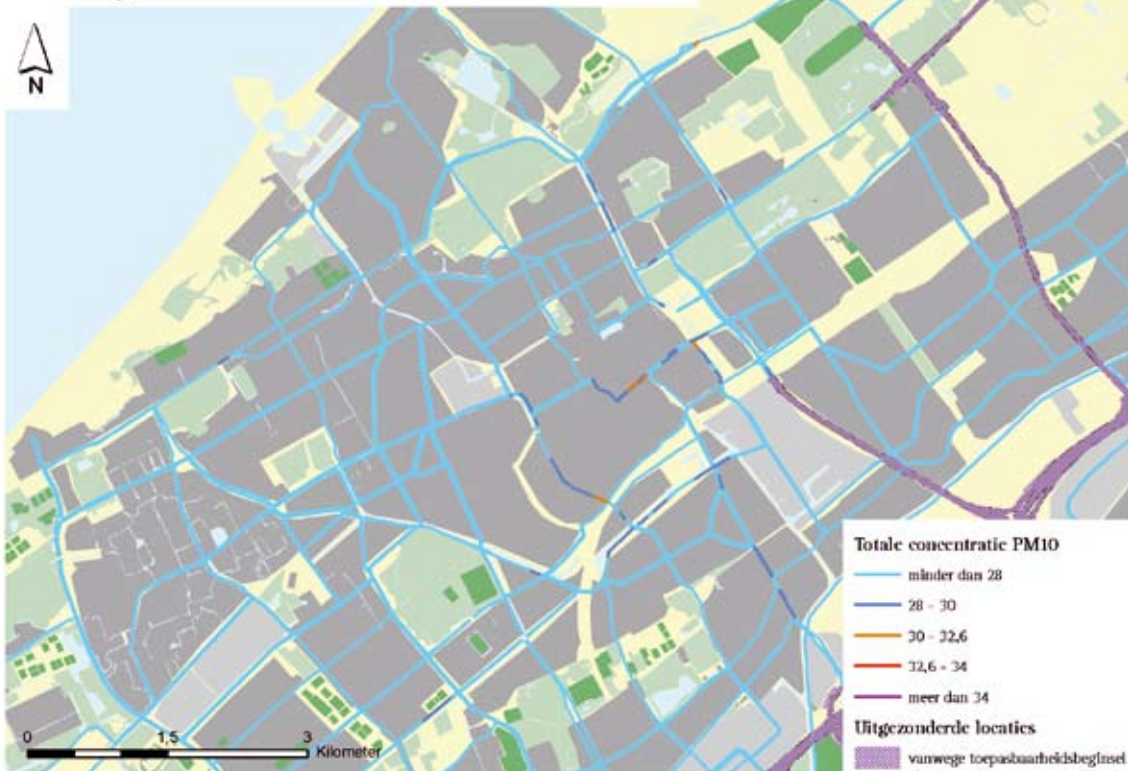 N
0 1,5 3
Kilometer
Totale concentratie PM10
minder dan 28
28 - 30
30 - 32,6
32,6 - 34
meer dan 34
Uitgezonderde locaties
vanwege toepasbaarheidsbeginsel